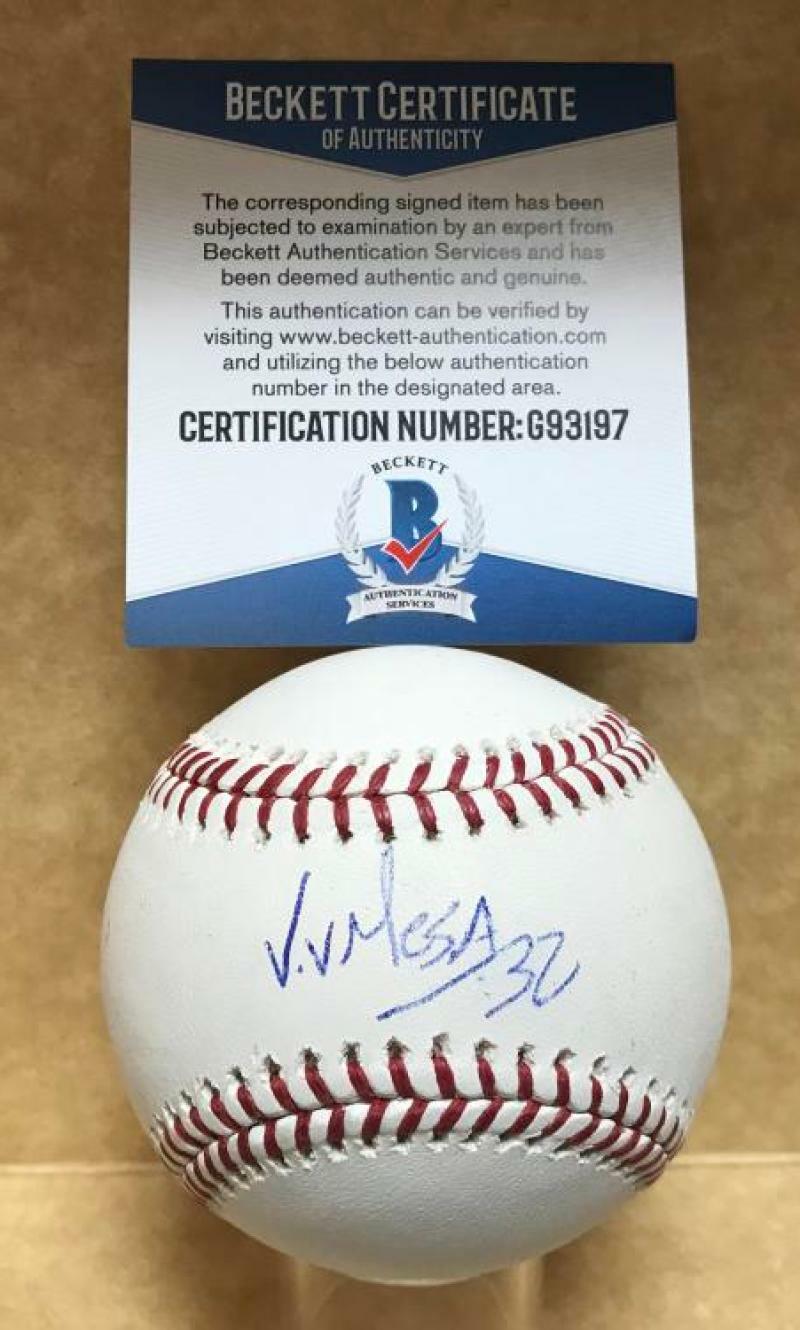 BECKETT CERTIFICATE
OF AUTHENTICITY
The corresponding signed item has been
subjected to examination by an expert from
Beckett Authentication Services and has
been deemed authentic and genuine.
This authentication can be verified by
visiting www.beckett-authentication.com
and utilizing the below authentication
number in the designated area.
CERTIFICATION NUMBER: G93197
BECKETT
B
AUTHENTICATION
SERVICES
V.V Mesa 32